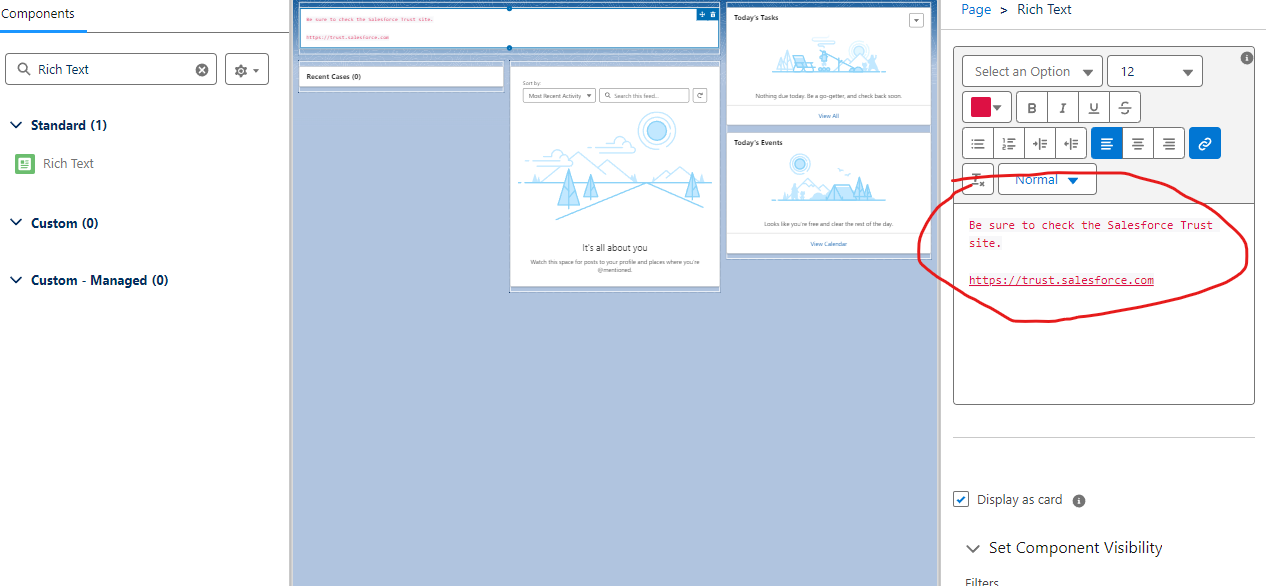 Components
Rich Text
Standard (1)
Rich Text
Custom (0)
Custom - Managed (0)
Be sure to check the Salesforce Trust site.
https://trust.salesforce.com
Recent Cases (0)
Sort by:
Most Recent Activity
Search this feed...
It's all about you
Watch this space for posts to your profile and places where you're
@mentioned.
Today's Tasks
Nothing due today. Be a go-getter, and check back soon.
View All
Today's Events
Looks like you're free and clear the rest of the day.
View Calendar
Page > Rich Text
Select an Option
12
B I U S
Normal
Be sure to check the Salesforce Trust
site.
https://trust.salesforce.com
Display as card
Set Component Visibility
Filters